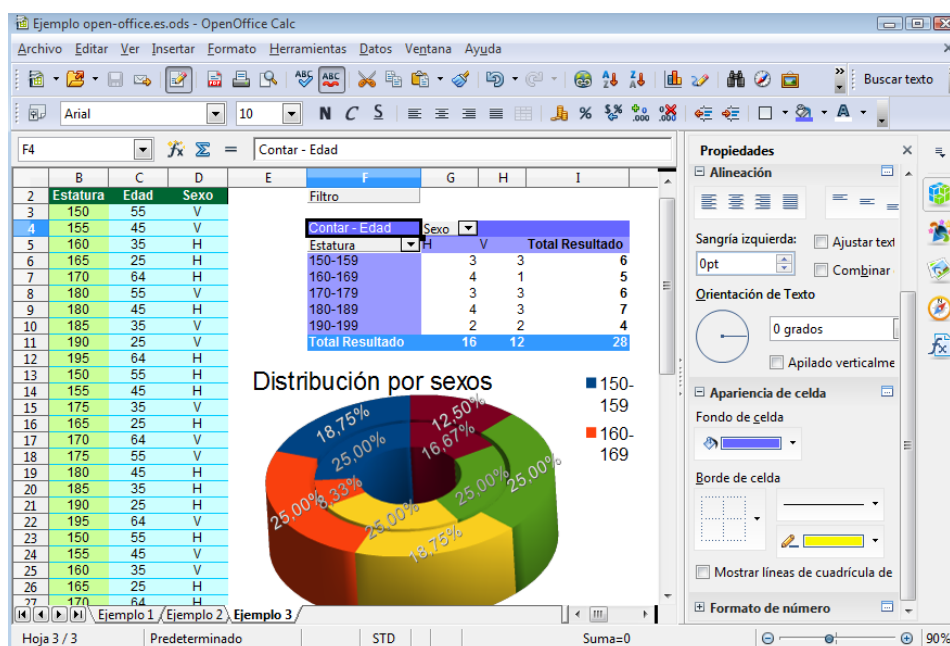 Ejemplo open-office.es.ods - OpenOffice Calc
Archivo Editar Ver Insertar Formato Herramientas Datos Ventana Ayuda
ABC ABC Buscar texto
Arial 10 N C S % $% .000 .000 A
F4 fx Σ = Contar - Edad
B C D E F G H I
2 Estatura Edad Sexo Filtro
3 150 55 V
4 155 45 V Contar - Edad Sexo
5 160 35 H Estatura H V Total Resultado
6 165 25 H 150-159 3 3 6
7 170 64 H 160-169 4 1 5
8 180 55 V 170-179 3 3 6
9 180 45 H 180-189 4 3 7
10 185 35 V 190-199 2 2 4
11 190 25 V Total Resultado 16 12 28
12 195 64 H
13 150 55 H
14 155 45 H
15 175 35 V
16 165 25 H
17 170 64 V
18 175 55 V
19 180 45 H
20 185 35 H
21 190 25 H
22 195 64 V
23 150 55 H
24 155 45 V
25 160 35 V
26 165 25 H
27 170 64 H
Distribución por sexos
150-
159
160-
169
18,75%
12,50%
25,00%
16,67%
25,00%
8,33%
25,00%
25,00%
25,00%
18,75%
Propiedades
Alineación
Sangría izquierda: Ajustar text
0pt Combinar
Orientación de Texto
0 grados
Apilado verticalme
Apariencia de celda
Fondo de celda
Borde de celda
Mostrar líneas de cuadrícula de
Formato de número
Ejemplo 1 Ejemplo 2 Ejemplo 3
Hoja 3 / 3 Predeterminado STD Suma=0 90%